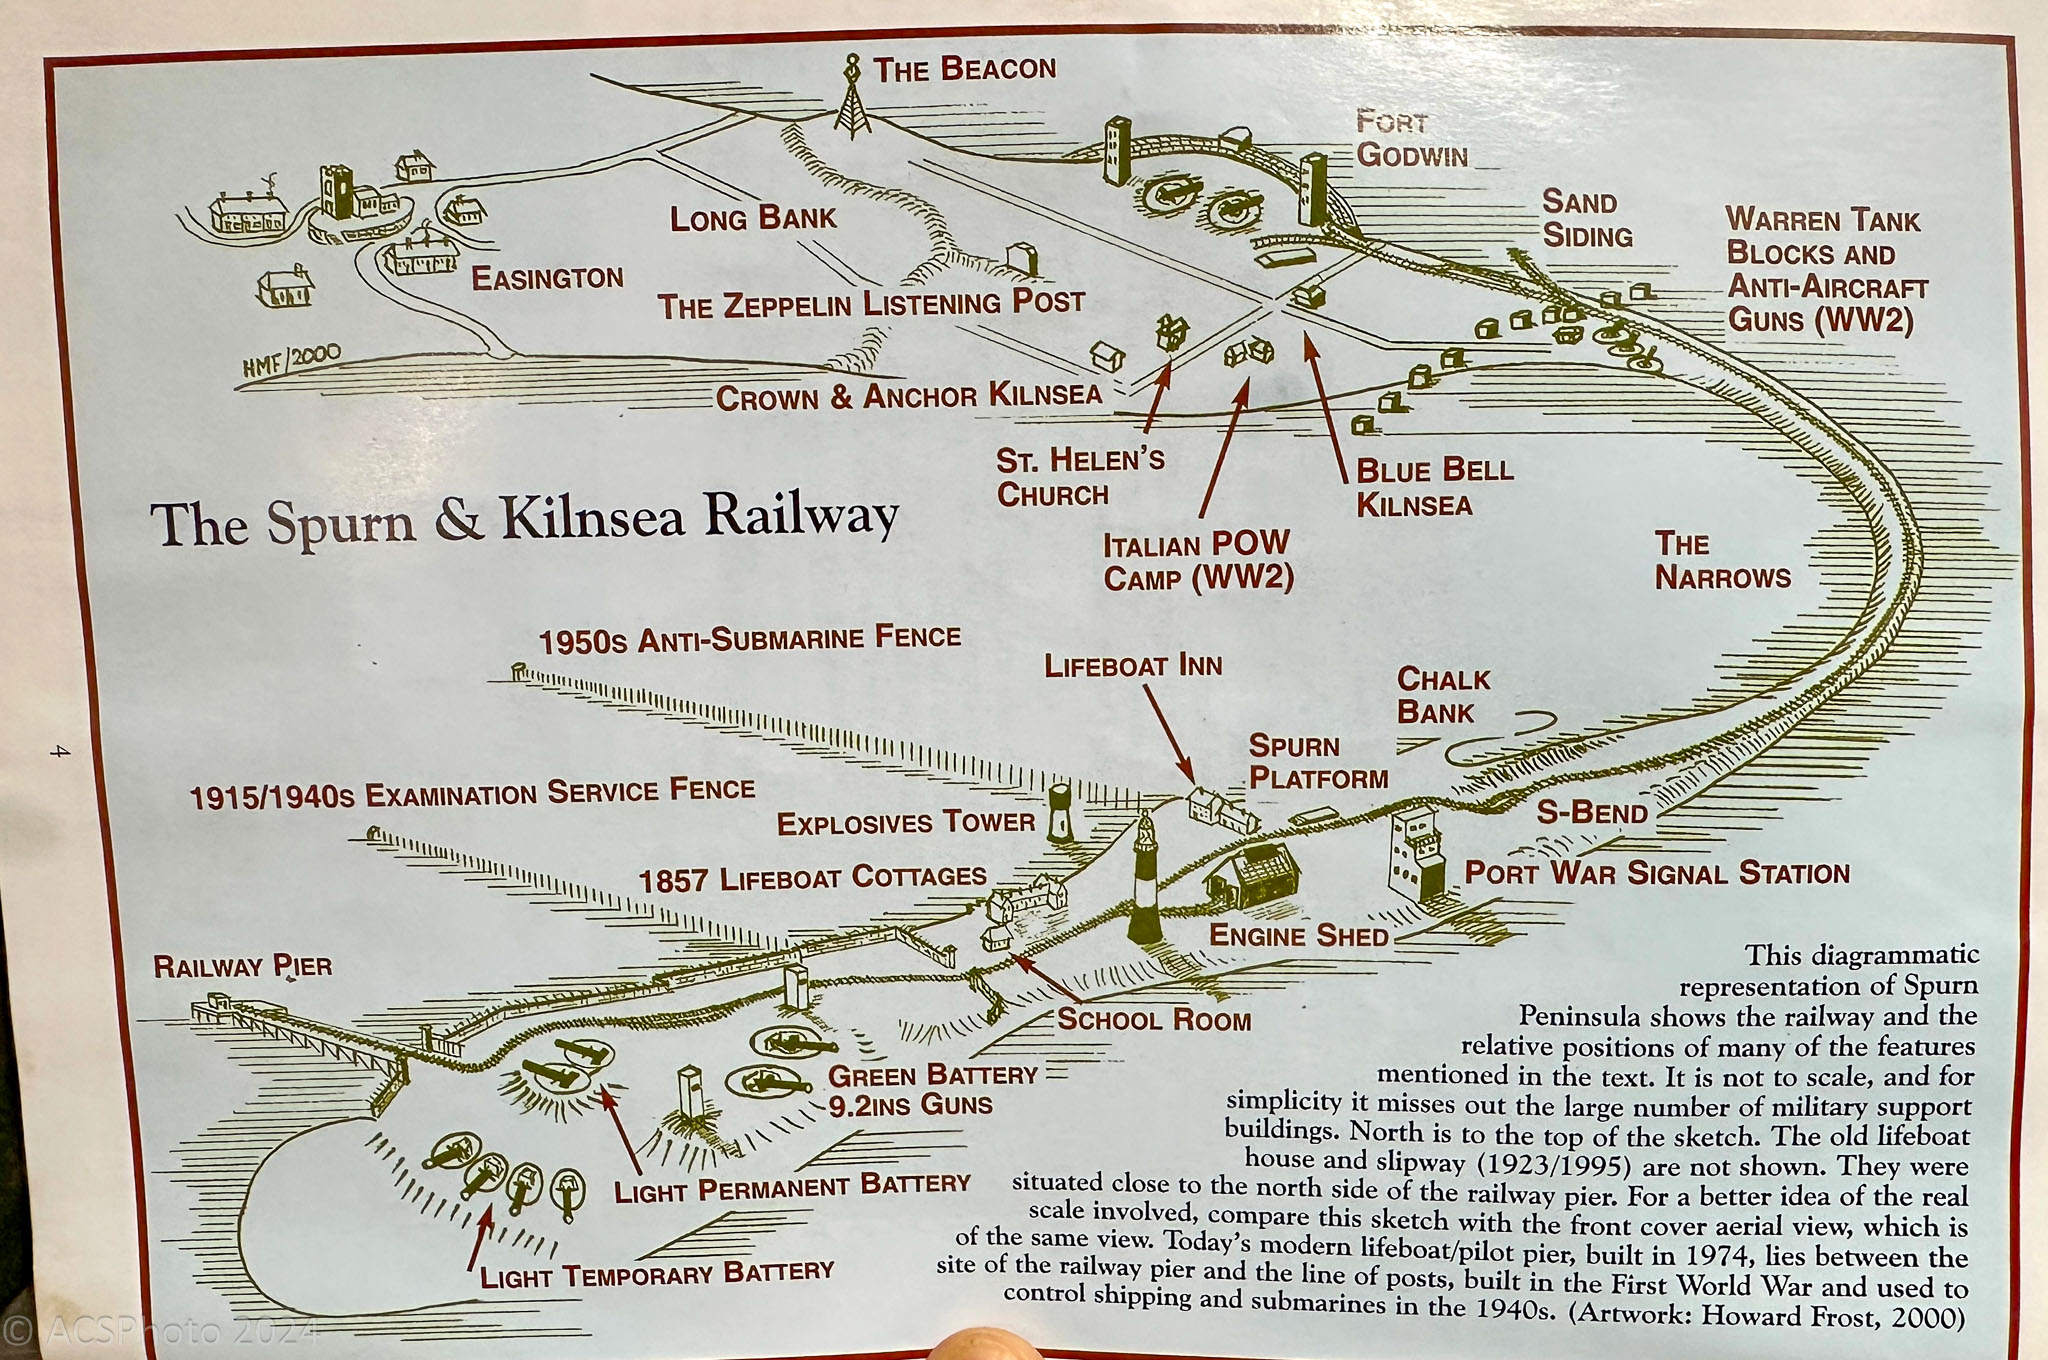 THE BEACON
FORT
GODWIN
SAND
SIDING
WARREN TANK
BLOCKS AND
ANTI-AIRCRAFT
GUNS (WW2)
LONG BANK
EASINGTON
THE ZEPPELIN LISTENING POST
HMF/2000
CROWN & ANCHOR KILNSEA
ST. HELEN'S
CHURCH
BLUE BELL
KILNSEA
ITALIAN POW
CAMP (WW2)
The Spurn & Kilnsea Railway
THE
NARROWS
1950S ANTI-SUBMARINE FENCE
LIFEBOAT INN
CHALK
BANK
SPURN
PLATFORM
4
1915/1940S EXAMINATION SERVICE FENCE
EXPLOSIVES TOWER
S-BEND
1857 LIFEBOAT COTTAGES
PORT WAR SIGNAL STATION
ENGINE SHED
RAILWAY PIER
SCHOOL ROOM
GREEN BATTERY
9.2INS GUNS
LIGHT PERMANENT BATTERY
LIGHT TEMPORARY BATTERY
This diagrammatic
representation of Spurn
Peninsula shows the railway and the
relative positions of many of the features
mentioned in the text. It is not to scale, and for
simplicity it misses out the large number of military support
buildings. North is to the top of the sketch. The old lifeboat
house and slipway (1923/1995) are not shown. They were
situated close to the north side of the railway pier. For a better idea of the real
scale involved, compare this sketch with the front cover aerial view, which is
of the same view. Today's modern lifeboat/pilot pier, built in 1974, lies between the
site of the railway pier and the line of posts, built in the First World War and used to
control shipping and submarines in the 1940s. (Artwork: Howard Frost, 2000)
© ACSPhoto 2024